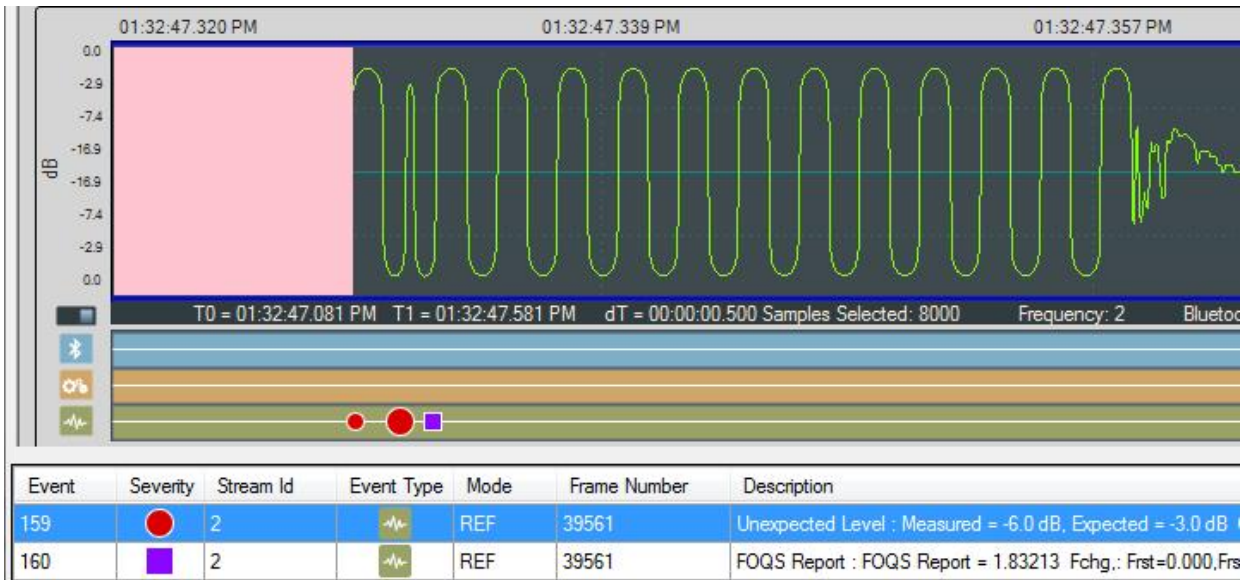 01:32:47.320 PM 01:32:47.339 PM 01:32:47.357 PM
0.0
-2.9
-7.4
-16.9
dB
-16.9
-7.4
-2.9
0.0
T0 = 01:32:47.081 PM T1 = 01:32:47.581 PM dT = 00:00:00.500 Samples Selected: 8000 Frequency: 2 Bluetoo
Event Severity Stream Id Event Type Mode Frame Number Description
159 2 REF 39561 Unexpected Level : Measured = -6.0 dB, Expected = -3.0 dB
160 2 REF 39561 FOQS Report : FOQS Report = 1.83213 Fchg,: Frst=0.000,Frs